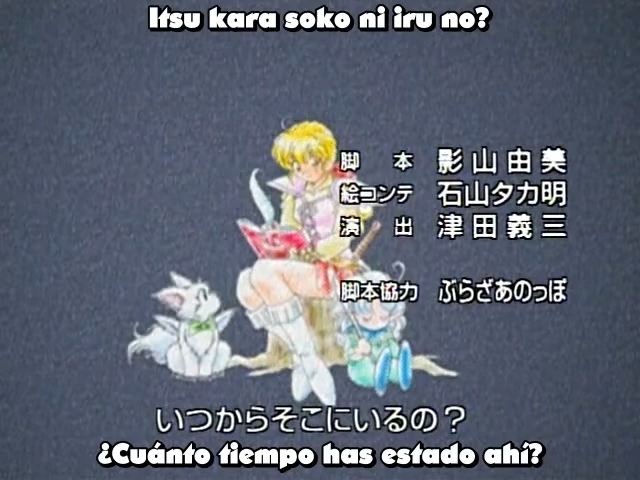 Itsu kara soko ni iru no?
脚本 影山由美
絵コンテ 石山タカ明
演出 津田義三
脚本協力 ぶらざあのっぽ
いつからそこにいるの？
¿Cuánto tiempo has estado ahí?